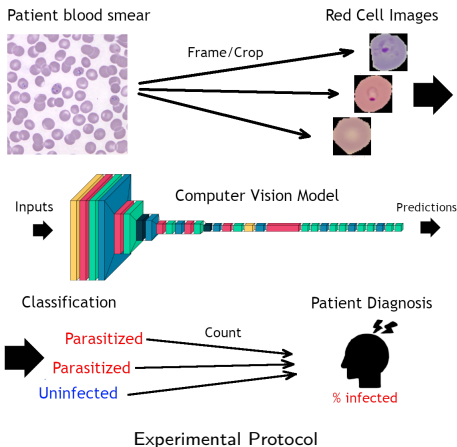 Patient blood smear
Red Cell Images
Frame/Crop
Computer Vision Model
Inputs
Predictions
Classification
Patient Diagnosis
Parasitized
Count
Parasitized
Uninfected
% infected
Experimental Protocol